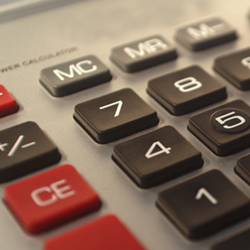 WER CALCULATOR
MC MR M−
7 8
+/− 4 5
CE 1